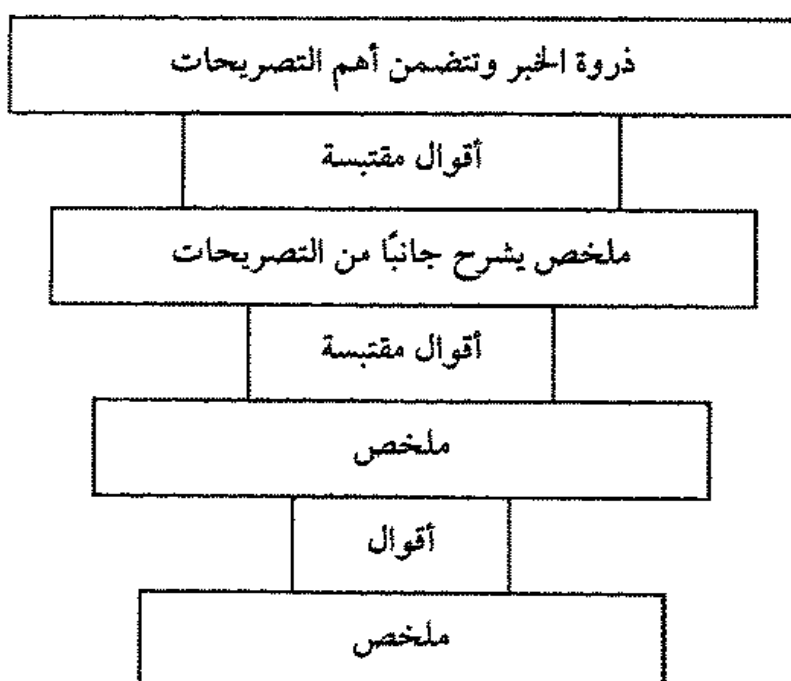 ذروة الخبر وتتضمن أهم التصريحات
أقوال مقتبسة
ملخص يشرح جانبًا من التصريحات
أقوال مقتبسة
ملخص
أقوال
ملخص